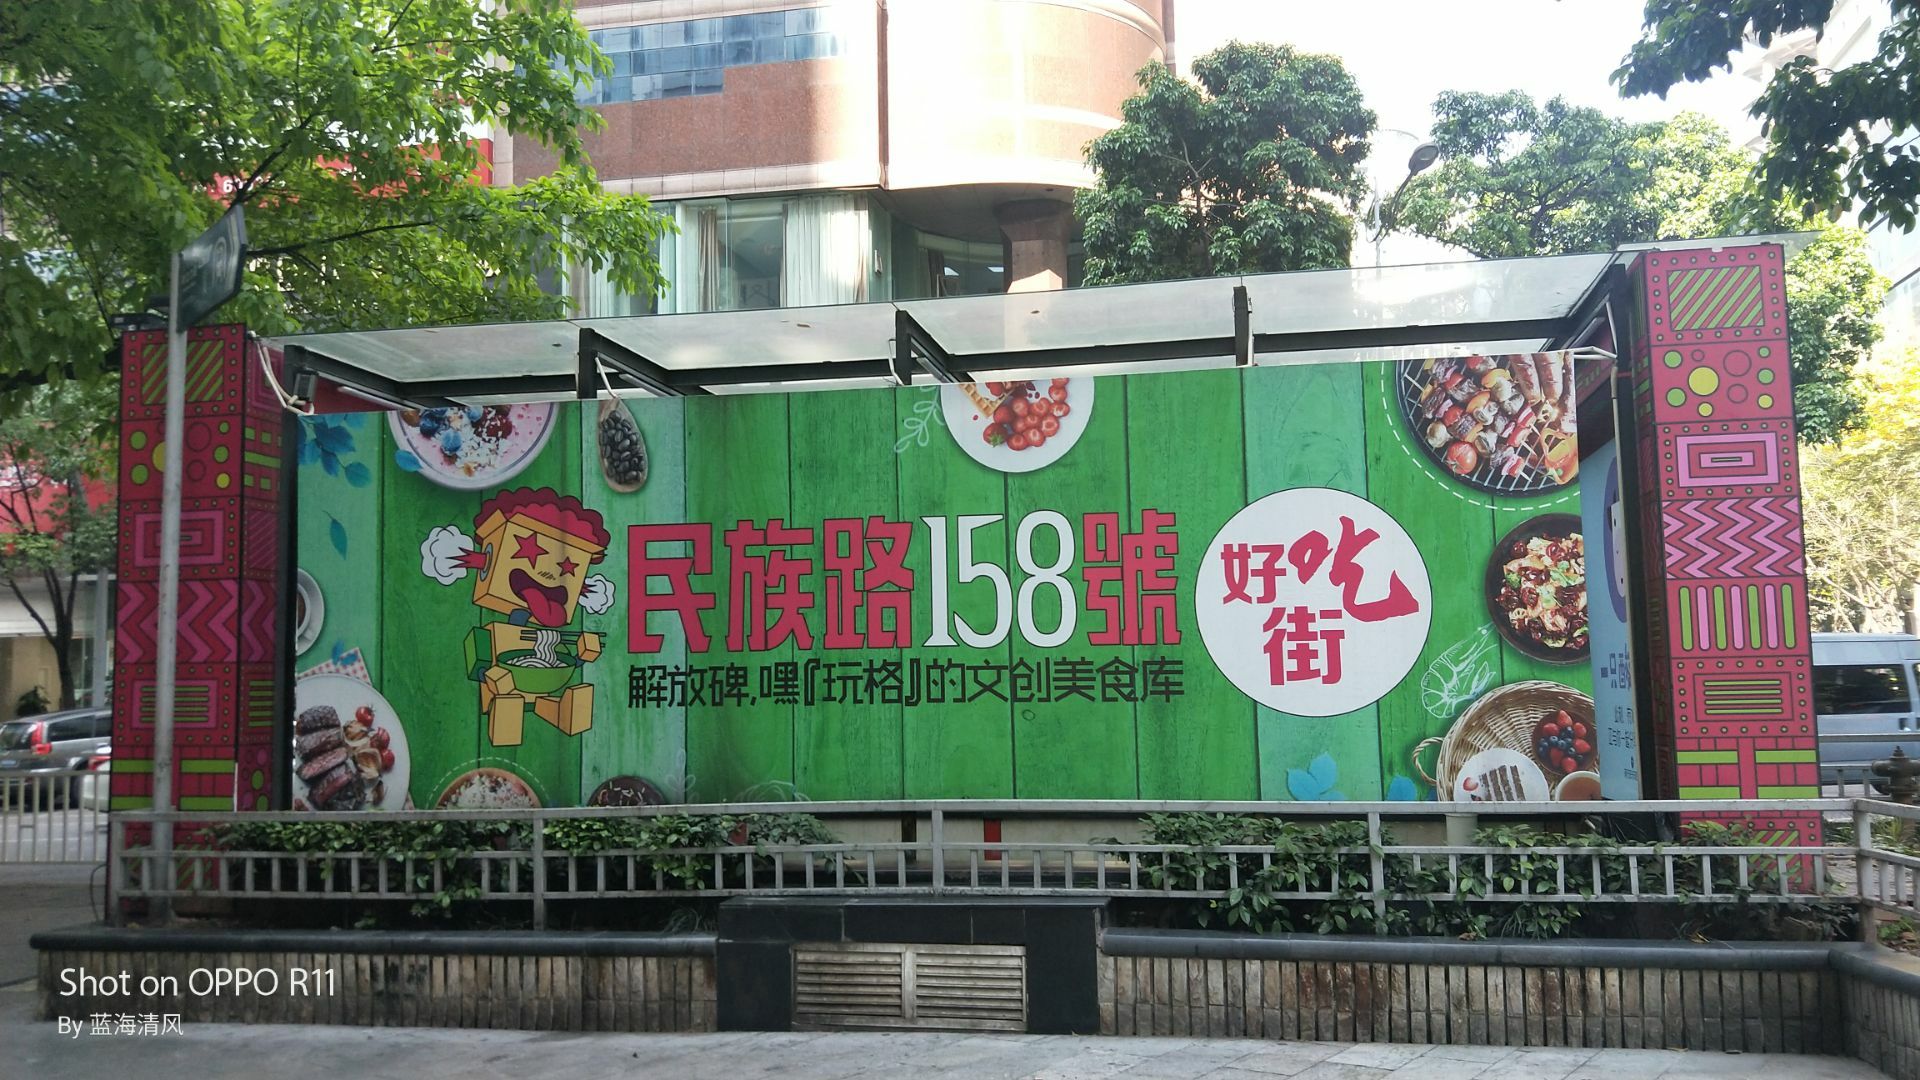 民族路158號
好吃街
解放碑,嘿『玩格』的文创美食库
Shot on OPPO R11
By 蓝海清风